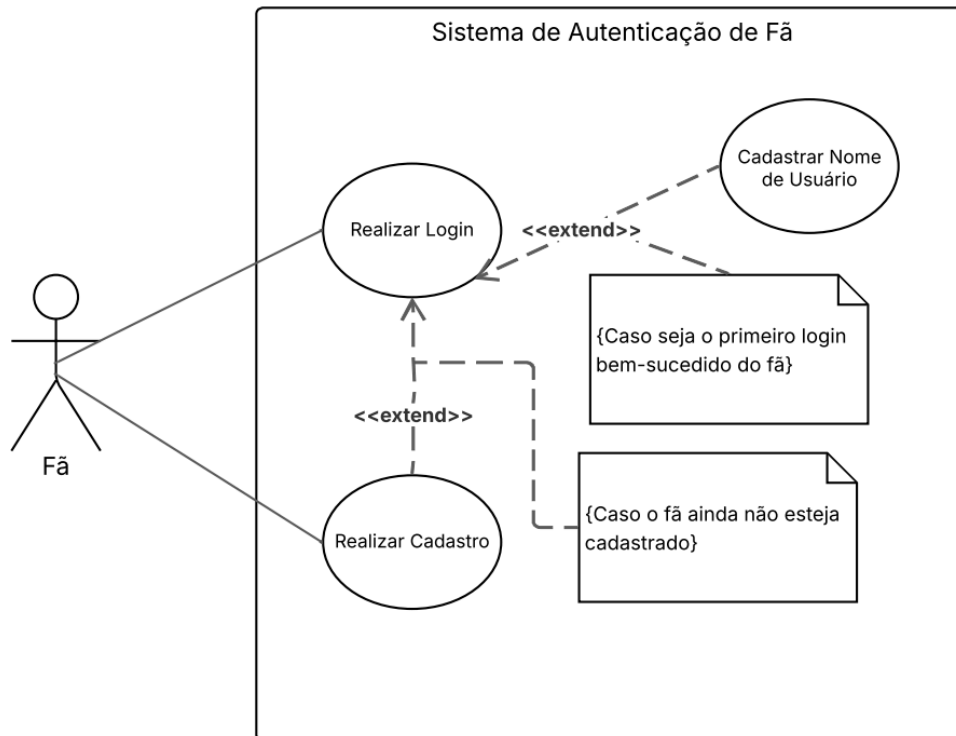 Sistema de Autenticação de Fã
Cadastrar Nome
de Usuário
Realizar Login
<<extend>>
{Caso seja o primeiro login
bem-sucedido do fã}
<<extend>>
Fã
{Caso o fã ainda não esteja
cadastrado}
Realizar Cadastro